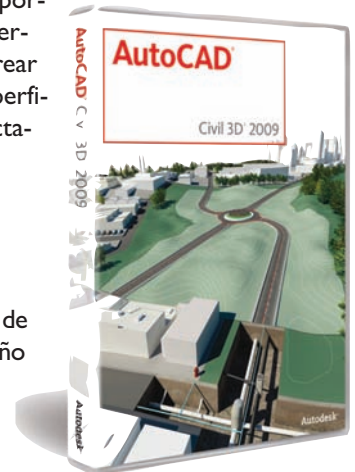 por-
er-
rear
perfi-
cta-
de
ño
AutoCAD C v 3D 2009
Autodesk
AutoCAD®
Civil 3D® 2009
Autodesk®